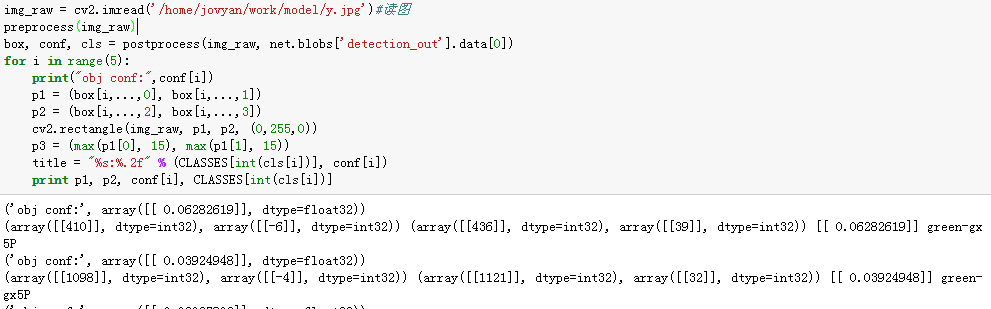 img_raw = cv2.imread('/home/jovyan/work/model/y.jpg')#读图
preprocess(img_raw)
box, conf, cls = postprocess(img_raw, net.blobs['detection_out'].data[0])
for i in range(5):
    print("obj conf:",conf[i])
    p1 = (box[i,...,0], box[i,...,1])
    p2 = (box[i,...,2], box[i,...,3])
    cv2.rectangle(img_raw, p1, p2, (0,255,0))
    p3 = (max(p1[0], 15), max(p1[1], 15))
    title = "%s:%.2f" % (CLASSES[int(cls[i])], conf[i])
    print p1, p2, conf[i], CLASSES[int(cls[i])]
('obj conf:', array([[ 0.06282619]], dtype=float32))
(array([[410]], dtype=int32), array([[-6]], dtype=int32)) (array([[436]], dtype=int32), array([[39]], dtype=int32)) [[ 0.06282619]] green-gx
5P
('obj conf:', array([[ 0.03924948]], dtype=float32))
(array([[1098]], dtype=int32), array([[-4]], dtype=int32)) (array([[1121]], dtype=int32), array([[32]], dtype=int32)) [[ 0.03924948]] green-
gx5P